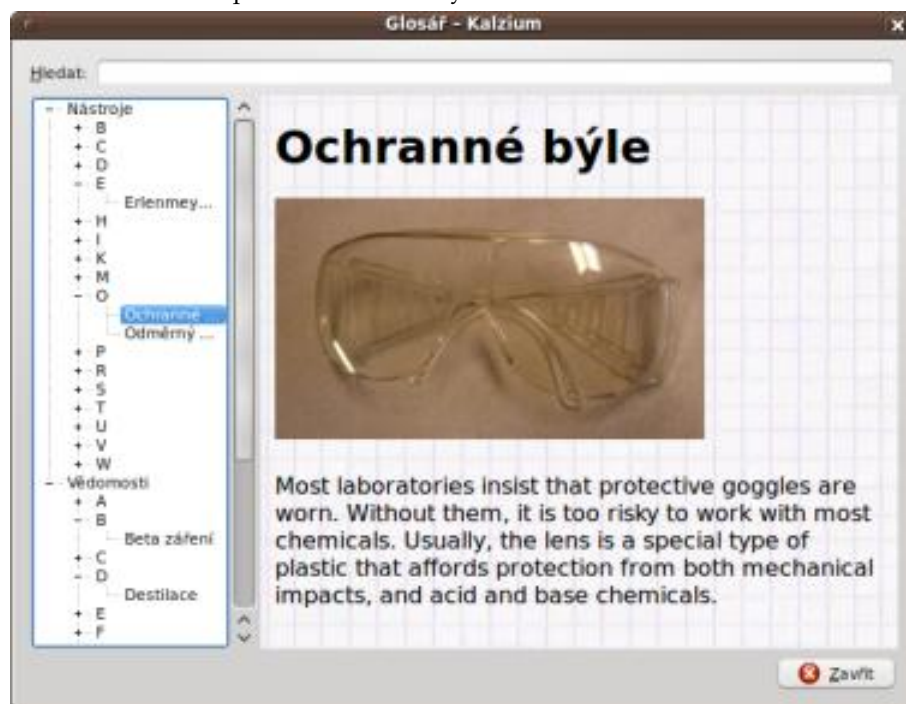 Glosář – Kalzium
Hledat:
Nástroje
B
C
D
E
Erlenmey...
H
I
K
M
O
Ochranné ...
Odměrný ...
P
R
S
T
U
V
W
Vědomosti
A
B
Beta záření
C
D
Destilace
E
F
Ochranné býle
Most laboratories insist that protective goggles are
worn. Without them, it is too risky to work with most
chemicals. Usually, the lens is a special type of
plastic that affords protection from both mechanical
impacts, and acid and base chemicals.
Zavřít